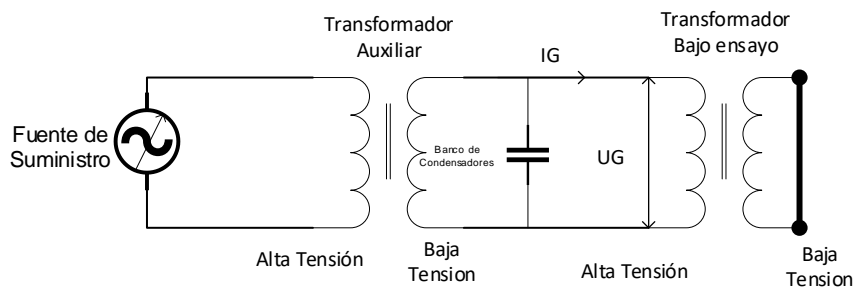 Transformador
Auxiliar
Transformador
Bajo ensayo
IG
Fuente de
Suministro
Banco de
Condensadores
UG
Alta Tensión
Baja
Tension
Alta Tensión
Baja
Tension